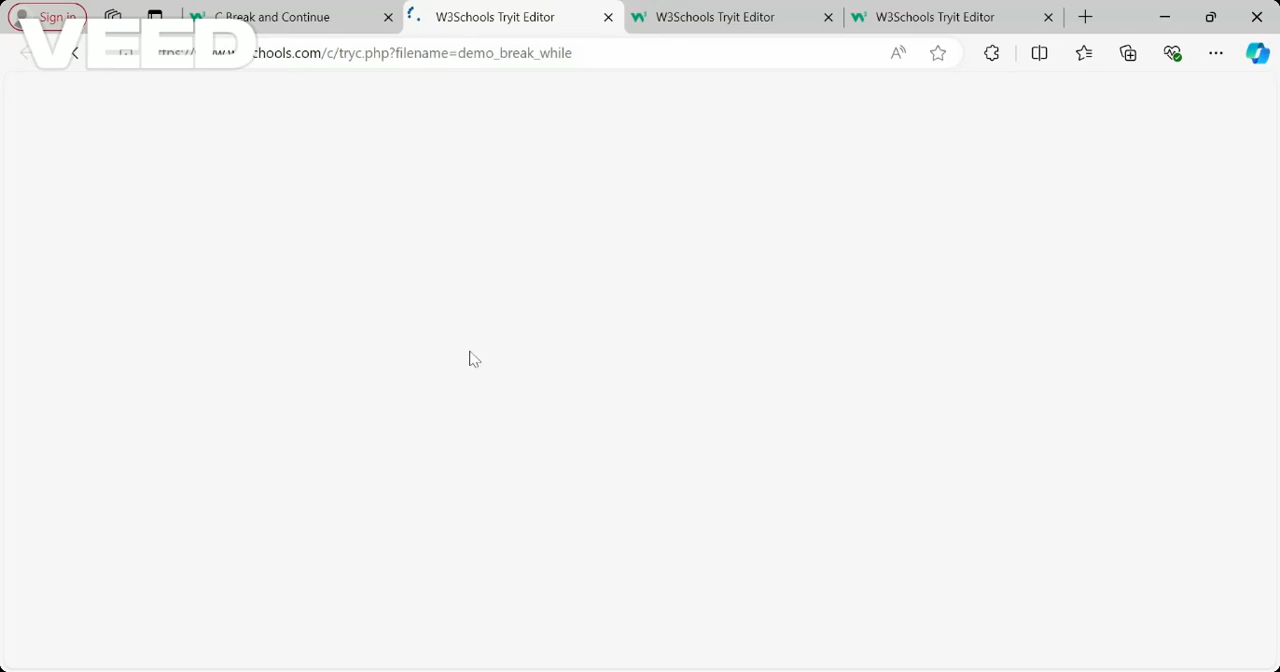 Sign in
C Break and Continue
W3Schools Tryit Editor
W3Schools Tryit Editor
W3Schools Tryit Editor
VEED
schools.com/c/tryc.php?filename=demo_break_while